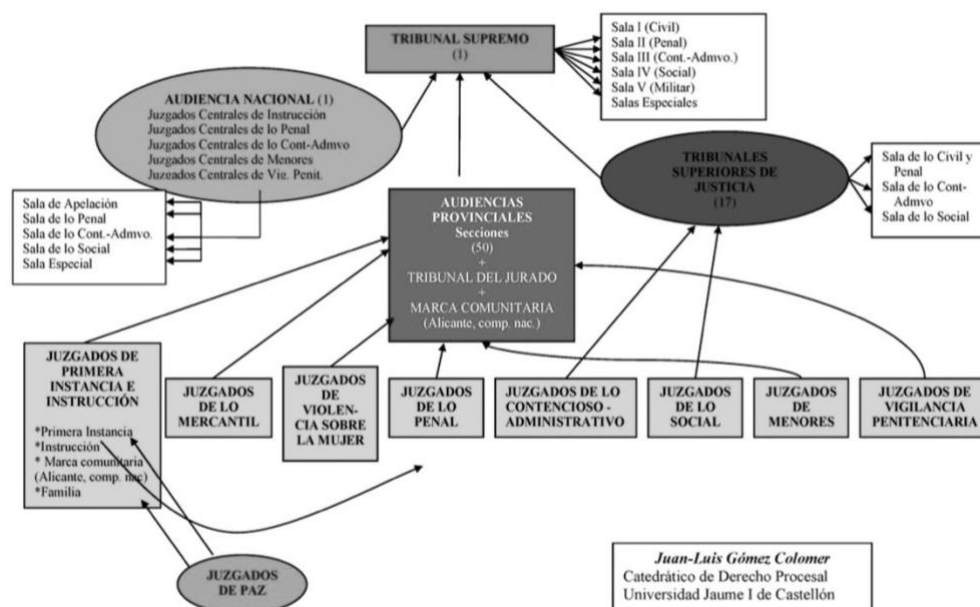 TRIBUNAL SUPREMO
(1)
Sala I (Civil)
Sala II (Penal)
Sala III (Cont.-Admvo.)
Sala IV (Social)
Sala V (Militar)
Salas Especiales
AUDIENCIA NACIONAL (1)
Juzgados Centrales de Instrucción
Juzgados Centrales de lo Penal
Juzgados Centrales de lo Cont-Admvo
Juzgados Centrales de Menores
Juzgados Centrales de Vig. Penit.
TRIBUNALES
SUPERIORES DE
JUSTICIA
(17)
Sala de lo Civil y
Penal
Sala de lo Cont-
Admvo
Sala de lo Social
Sala de Apelación
Sala de lo Penal
Sala de lo Cont.-Admvo.
Sala de lo Social
Sala Especial
AUDIENCIAS
PROVINCIALES
Secciones
(50)
+
TRIBUNAL DEL JURADO
+
MARCA COMUNITARIA
(Alicante, comp. nac.)
JUZGADOS DE
PRIMERA
INSTANCIA E
INSTRUCCIÓN
*Primera Instancia
*Instrucción
* Marca comunitaria
(Alicante, comp. nac)
*Familia
JUZGADOS
DE LO
MERCANTIL
JUZGADOS
DE
VIOLEN-
CIA SOBRE
LA MUJER
JUZGADOS
DE LO
PENAL
JUZGADOS DE LO
CONTENCIOSO -
ADMINISTRATIVO
JUZGADOS
DE LO
SOCIAL
JUZGADOS
DE
MENORES
JUZGADOS DE
VIGILANCIA
PENITENCIARIA
JUZGADOS
DE PAZ
Juan-Luis Gómez Colomer
Catedrático de Derecho Procesal
Universidad Jaume I de Castellón